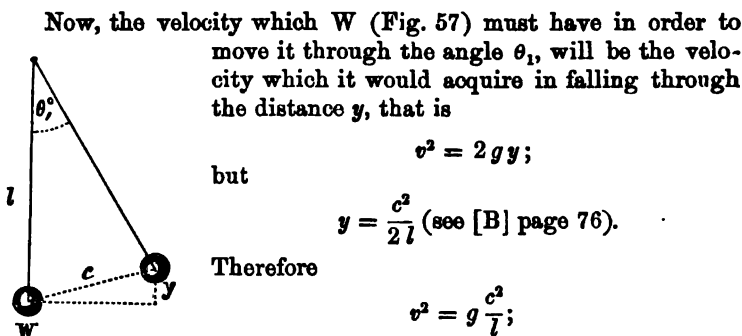 Now, the velocity which W (Fig. 57) must have in order to
move it through the angle θ₁, will be the velo-
city which it would acquire in falling through
the distance y, that is
v² = 2 g y;
but
y = c²/2 l (see [B] page 76).
Therefore
v² = g c²/l;
θ₁°
l
c
y
W